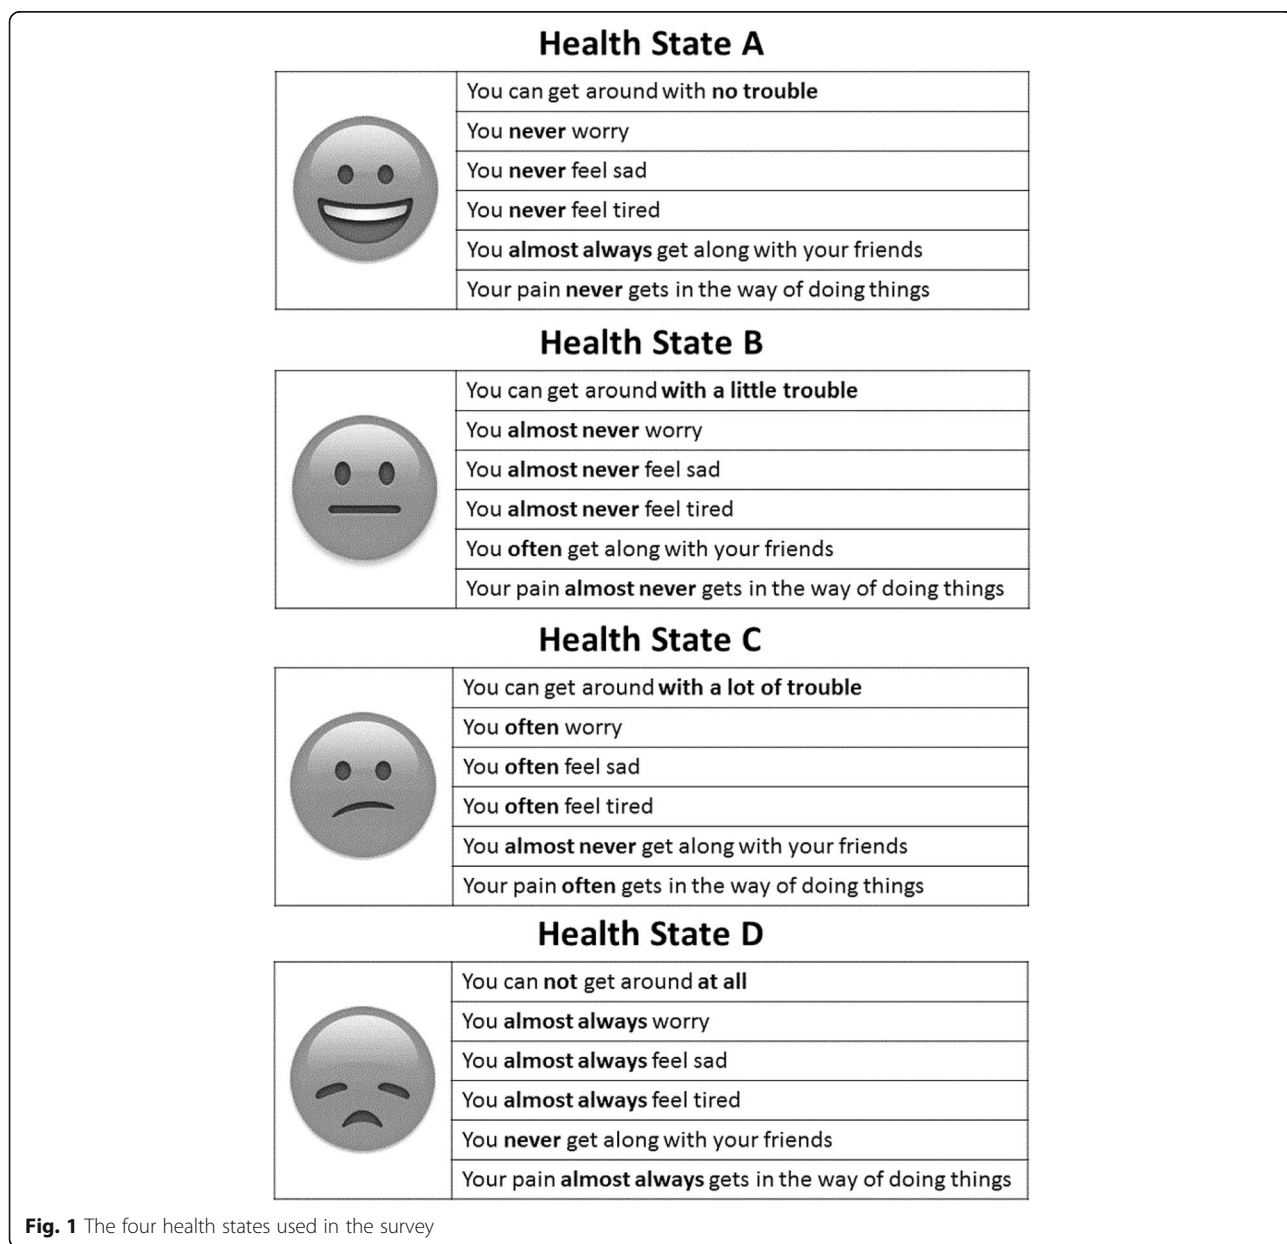 Health State A
You can get around with no trouble
You never worry
You never feel sad
You never feel tired
You almost always get along with your friends
Your pain never gets in the way of doing things
Health State B
You can get around with a little trouble
You almost never worry
You almost never feel sad
You almost never feel tired
You often get along with your friends
Your pain almost never gets in the way of doing things
Health State C
You can get around with a lot of trouble
You often worry
You often feel sad
You often feel tired
You almost never get along with your friends
Your pain often gets in the way of doing things
Health State D
You can not get around at all
You almost always worry
You almost always feel sad
You almost always feel tired
You never get along with your friends
Your pain almost always gets in the way of doing things
Fig. 1 The four health states used in the survey